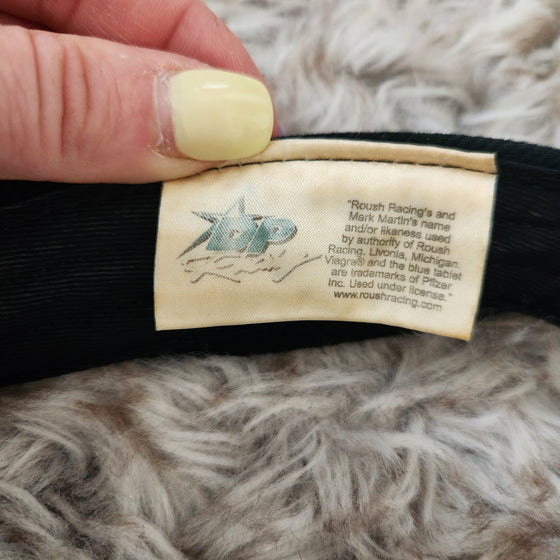 "Roush Racing's and
Mark Martin's name
and/or likeness used
by authority of Roush
Racing, Livonia, Michigan.
Viagra® and the blue tablet
are trademarks of Pfizer
Inc. Used under license."
www.roushracing.com